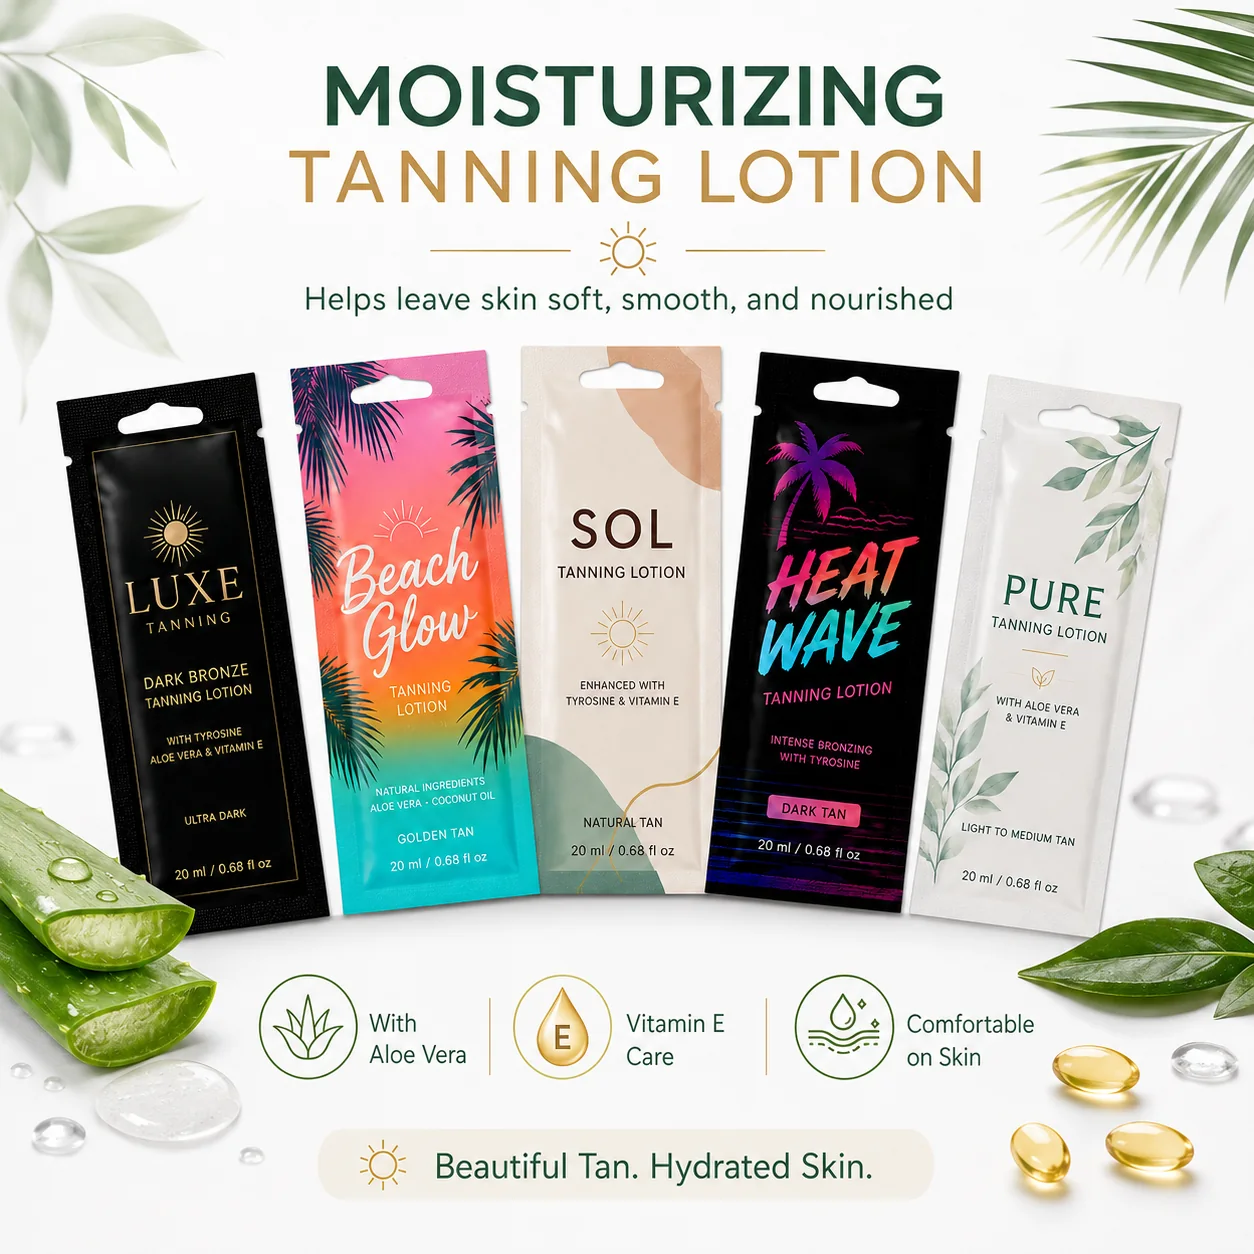 MOISTURIZING
TANNING LOTION
Helps leave skin soft, smooth, and nourished
LUXE
TANNING
DARK BRONZE
TANNING LOTION
WITH TYROSINE
ALOE VERA & VITAMIN E
ULTRA DARK
20 ml / 0.68 fl oz
Beach
Glow
TANNING
LOTION
NATURAL INGREDIENTS
ALOE VERA - COCONUT OIL
GOLDEN TAN
20 ml / 0.68 fl oz
SOL
TANNING LOTION
ENHANCED WITH
TYROSINE & VITAMIN E
NATURAL TAN
20 ml / 0.68 fl oz
HEAT
WAVE
TANNING LOTION
INTENSE BRONZING
WITH TYROSINE
DARK TAN
20 ml / 0.68 fl oz
PURE
TANNING LOTION
WITH ALOE VERA
& VITAMIN E
LIGHT TO MEDIUM TAN
20 ml / 0.68 fl oz
With
Aloe Vera
E
Vitamin E
Care
Comfortable
on Skin
Beautiful Tan. Hydrated Skin.